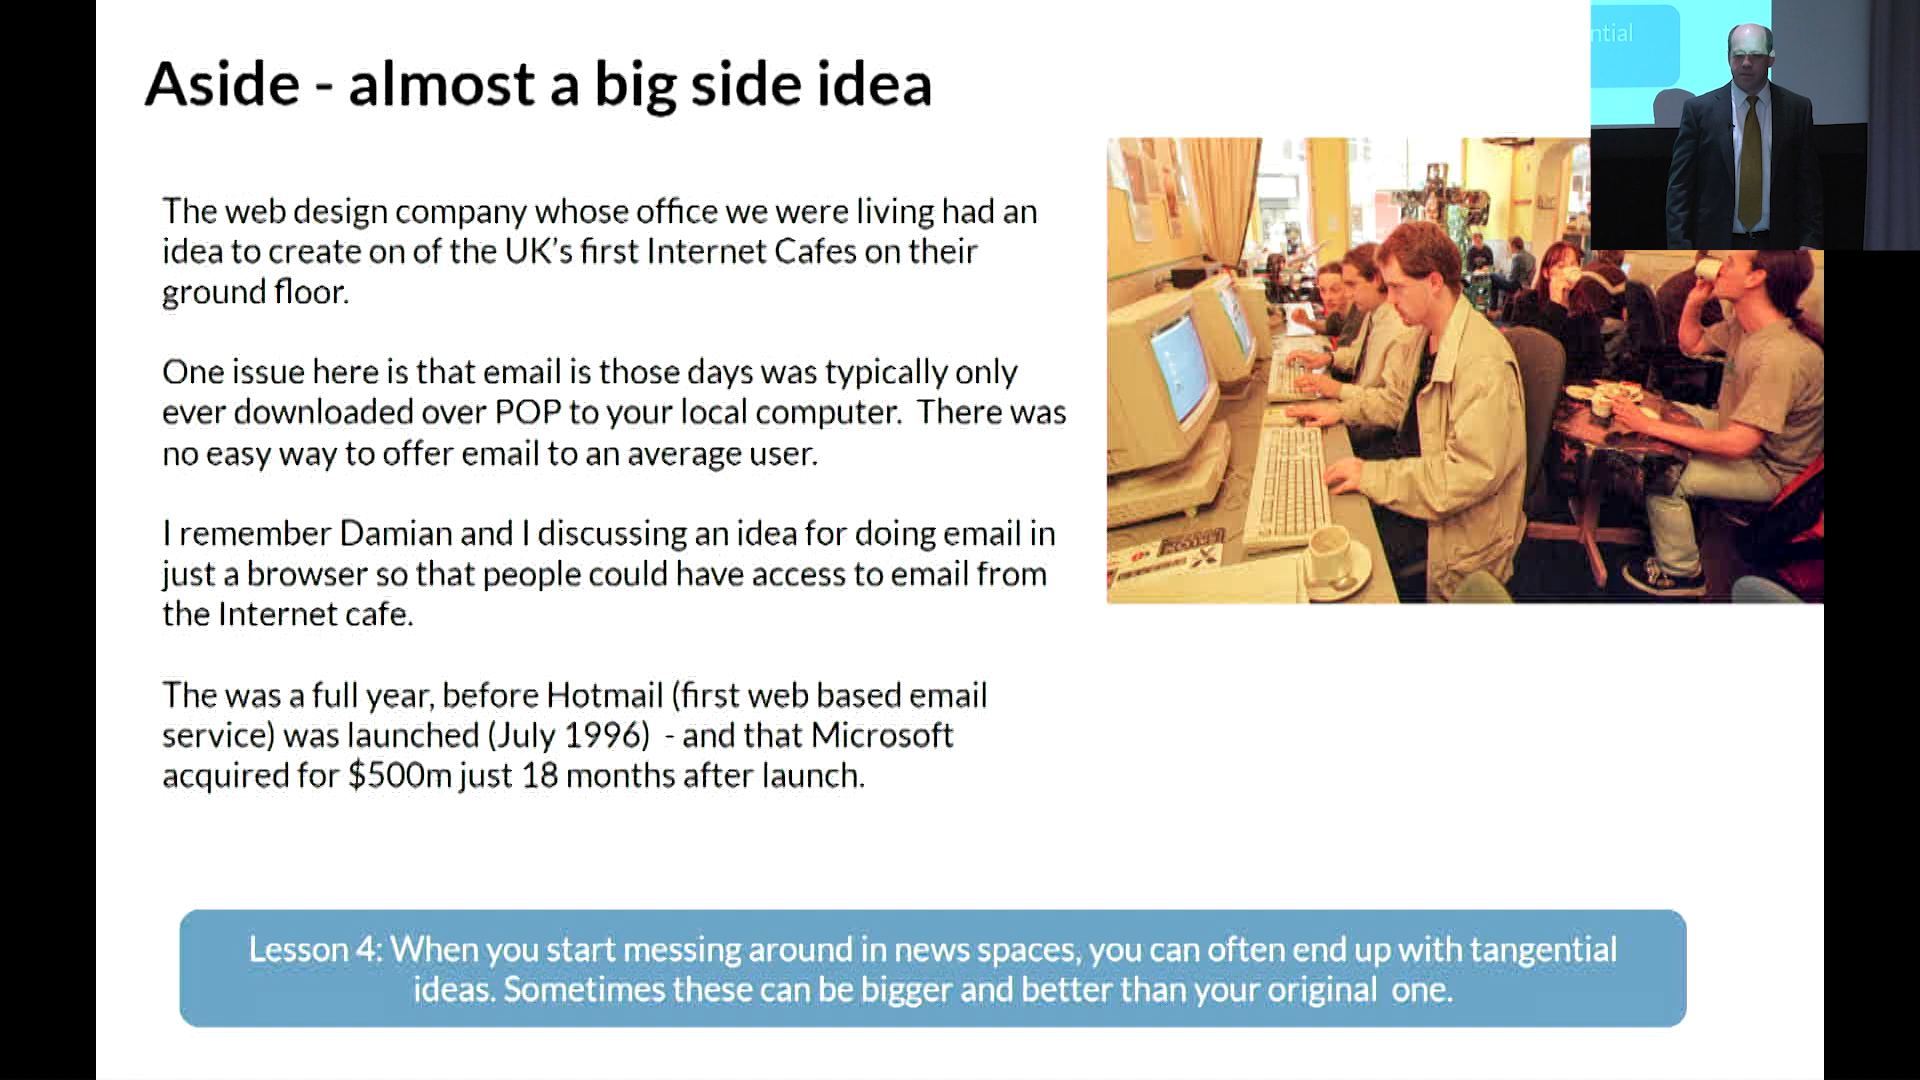 Aside - almost a big side idea
The web design company whose office we were living had an
idea to create on of the UK's first Internet Cafes on their
ground floor.
One issue here is that email is those days was typically only
ever downloaded over POP to your local computer.  There was
no easy way to offer email to an average user.
I remember Damian and I discussing an idea for doing email in
just a browser so that people could have access to email from
the Internet cafe.
The was a full year, before Hotmail (first web based email
service) was launched (July 1996)  - and that Microsoft
acquired for $500m just 18 months after launch.
Lesson 4: When you start messing around in news spaces, you can often end up with tangential
ideas. Sometimes these can be bigger and better than your original  one.
ntial